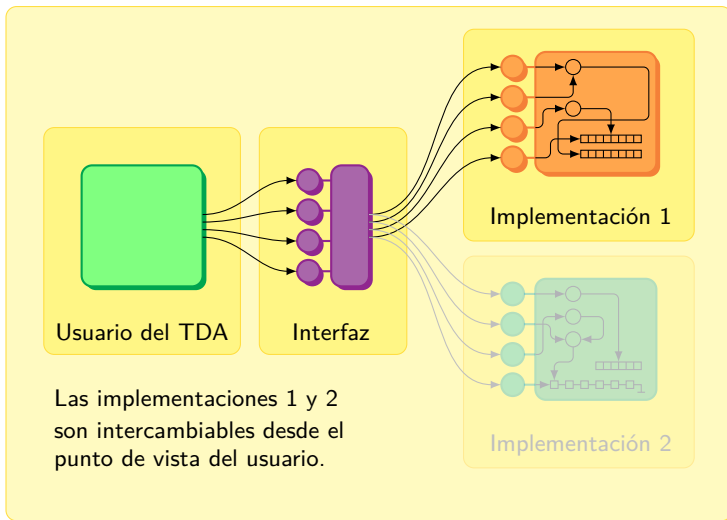 Implementación 1
Usuario del TDA
Interfaz
Las implementaciones 1 y 2
son intercambiables desde el
punto de vista del usuario.
Implementación 2